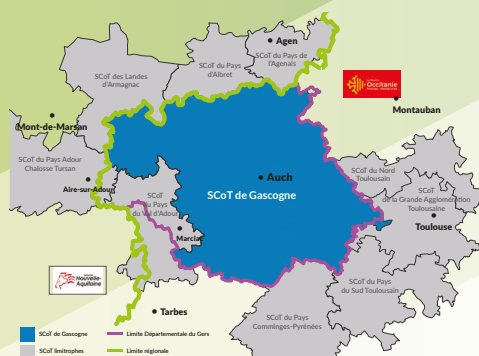 Agen
SCoT du Pays de
l'Agenais
SCoT du Pays
d'Albret
SCoT des Landes
d'Armagnac
Occitanie
Montauban
Mont-de-Marsan
SCoT du Pays Adour
Chalosse Tursan
Aire-sur-Adour
Auch
SCoT de Gascogne
SCoT du Nord
Toulousain
SCoT
de la Grande Agglomération
Toulousaine
Toulouse
SCoT
du Pays
du Val d'Adour
Marciac
SCoT du Pays
du Sud Toulousain
Nouvelle-
Aquitaine
Tarbes
SCoT du Pays
Comminges-Pyrénées
SCoT de Gascogne
Limite Départementale du Gers
SCoT limitrophes
Limite régionale